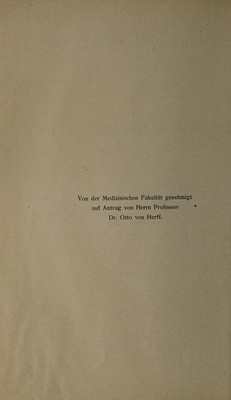 Von der Medizinischen Fakultät genehmigt
auf Antrag von Herrn Professor
Dr. Otto von Herff.